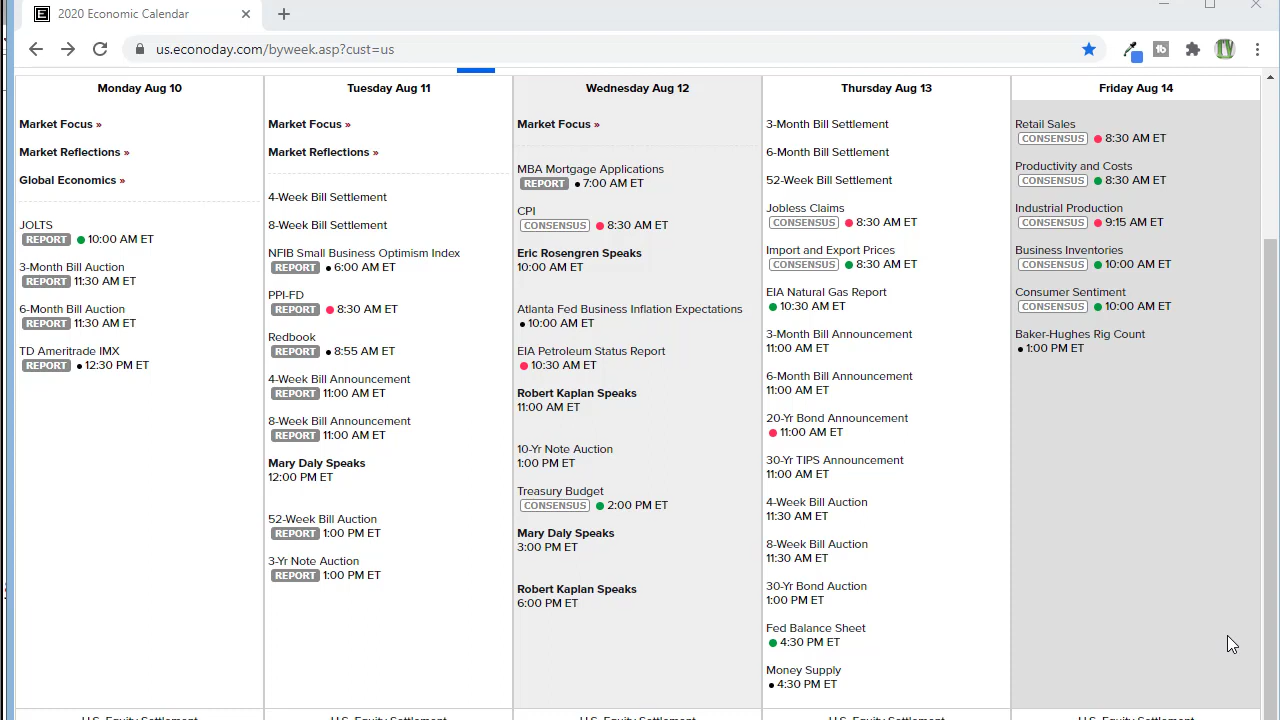 2020 Economic Calendar
us.econoday.com/byweek.asp?cust=us
Monday Aug 10
Market Focus »
Market Reflections »
Global Economics »
JOLTS
REPORT 10:00 AM ET
3-Month Bill Auction
REPORT 11:30 AM ET
6-Month Bill Auction
REPORT 11:30 AM ET
TD Ameritrade IMX
REPORT 12:30 PM ET
Tuesday Aug 11
Market Focus »
Market Reflections »
4-Week Bill Settlement
8-Week Bill Settlement
NFIB Small Business Optimism Index
REPORT 6:00 AM ET
PPI-FD
REPORT 8:30 AM ET
Redbook
REPORT 8:55 AM ET
4-Week Bill Announcement
REPORT 11:00 AM ET
8-Week Bill Announcement
REPORT 11:00 AM ET
Mary Daly Speaks
12:00 PM ET
52-Week Bill Auction
REPORT 1:00 PM ET
3-Yr Note Auction
REPORT 1:00 PM ET
Wednesday Aug 12
Market Focus »
MBA Mortgage Applications
REPORT 7:00 AM ET
CPI
CONSENSUS 8:30 AM ET
Eric Rosengren Speaks
10:00 AM ET
Atlanta Fed Business Inflation Expectations
10:00 AM ET
EIA Petroleum Status Report
10:30 AM ET
Robert Kaplan Speaks
11:00 AM ET
10-Yr Note Auction
1:00 PM ET
Treasury Budget
CONSENSUS 2:00 PM ET
Mary Daly Speaks
3:00 PM ET
Robert Kaplan Speaks
6:00 PM ET
Thursday Aug 13
3-Month Bill Settlement
6-Month Bill Settlement
52-Week Bill Settlement
Jobless Claims
CONSENSUS 8:30 AM ET
Import and Export Prices
CONSENSUS 8:30 AM ET
EIA Natural Gas Report
10:30 AM ET
3-Month Bill Announcement
11:00 AM ET
6-Month Bill Announcement
11:00 AM ET
20-Yr Bond Announcement
11:00 AM ET
30-Yr TIPS Announcement
11:00 AM ET
4-Week Bill Auction
11:30 AM ET
8-Week Bill Auction
11:30 AM ET
30-Yr Bond Auction
1:00 PM ET
Fed Balance Sheet
4:30 PM ET
Money Supply
4:30 PM ET
Friday Aug 14
Retail Sales
CONSENSUS 8:30 AM ET
Productivity and Costs
CONSENSUS 8:30 AM ET
Industrial Production
CONSENSUS 9:15 AM ET
Business Inventories
CONSENSUS 10:00 AM ET
Consumer Sentiment
CONSENSUS 10:00 AM ET
Baker-Hughes Rig Count
1:00 PM ET
U.S. Equity Settlement
U.S. Equity Settlement
U.S. Equity Settlement
U.S. Equity Settlement
U.S. Equity Settlement